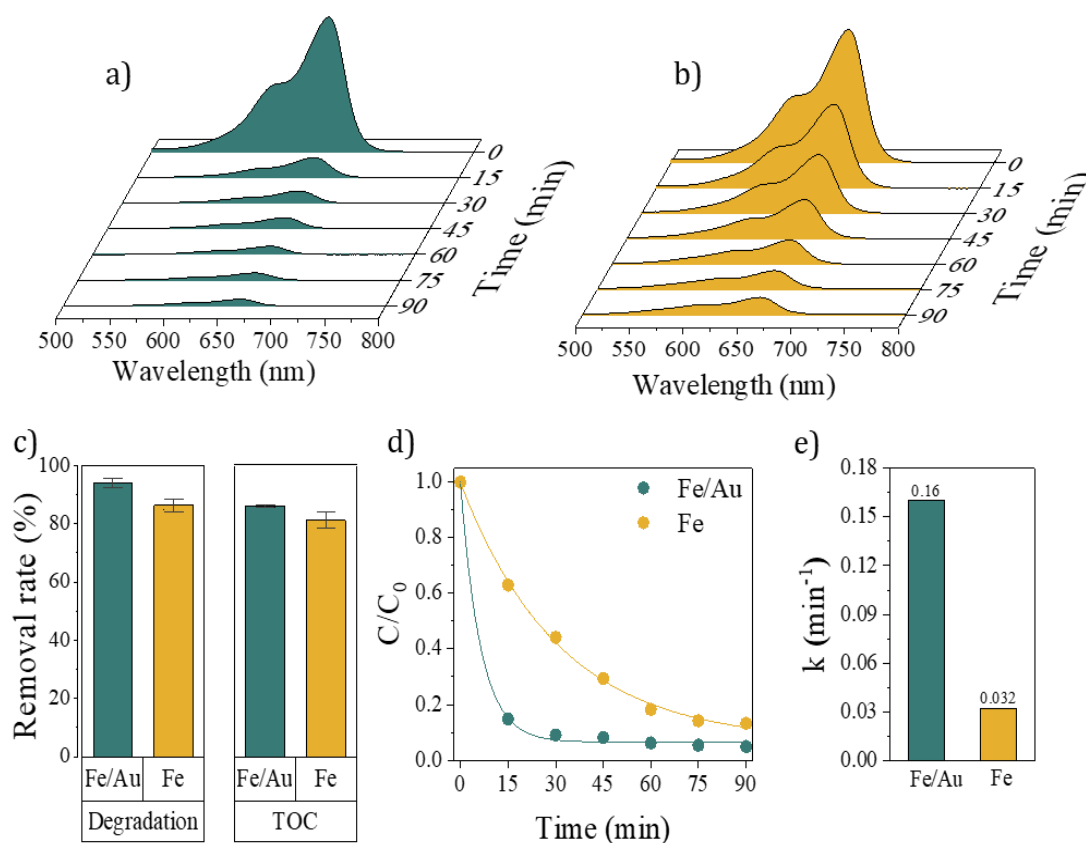 a)
0
15
30
45
60
75
90
Time (min)
500 550 600 650 700 750 800
Wavelength (nm)
b)
0
15
30
45
60
75
90
Time (min)
500 550 600 650 700 750 800
Wavelength (nm)
c)
Removal rate (%)
100
80
60
40
20
0
Fe/Au Fe Fe/Au Fe
Degradation TOC
d)
C/C₀
1.0
0.8
0.6
0.4
0.2
0.0
Fe/Au
Fe
0 15 30 45 60 75 90
Time (min)
e)
k (min⁻¹)
0.18
0.15
0.12
0.09
0.06
0.03
0.00
0.16
0.032
Fe/Au Fe